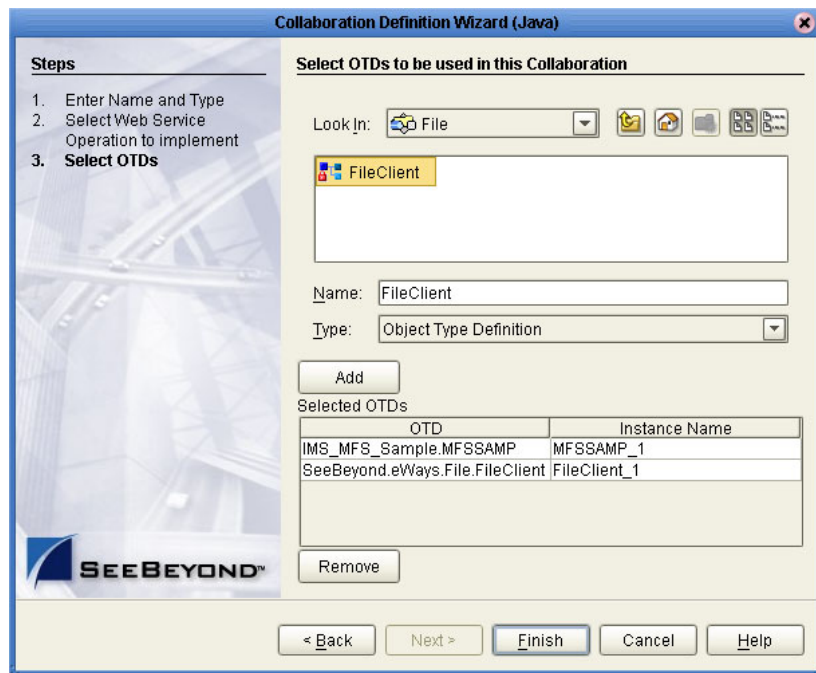 Collaboration Definition Wizard (Java)
Steps
1. Enter Name and Type
2. Select Web Service
Operation to implement
3. Select OTDs
SEEBEYOND™
Select OTDs to be used in this Collaboration
Look In: File
FileClient
Name: FileClient
Type: Object Type Definition
Add
Selected OTDs
OTD Instance Name
IMS_MFS_Sample.MFSSAMP MFSSAMP_1
SeeBeyond.eWays.File.FileClient FileClient_1
Remove
< Back Next > Finish Cancel Help